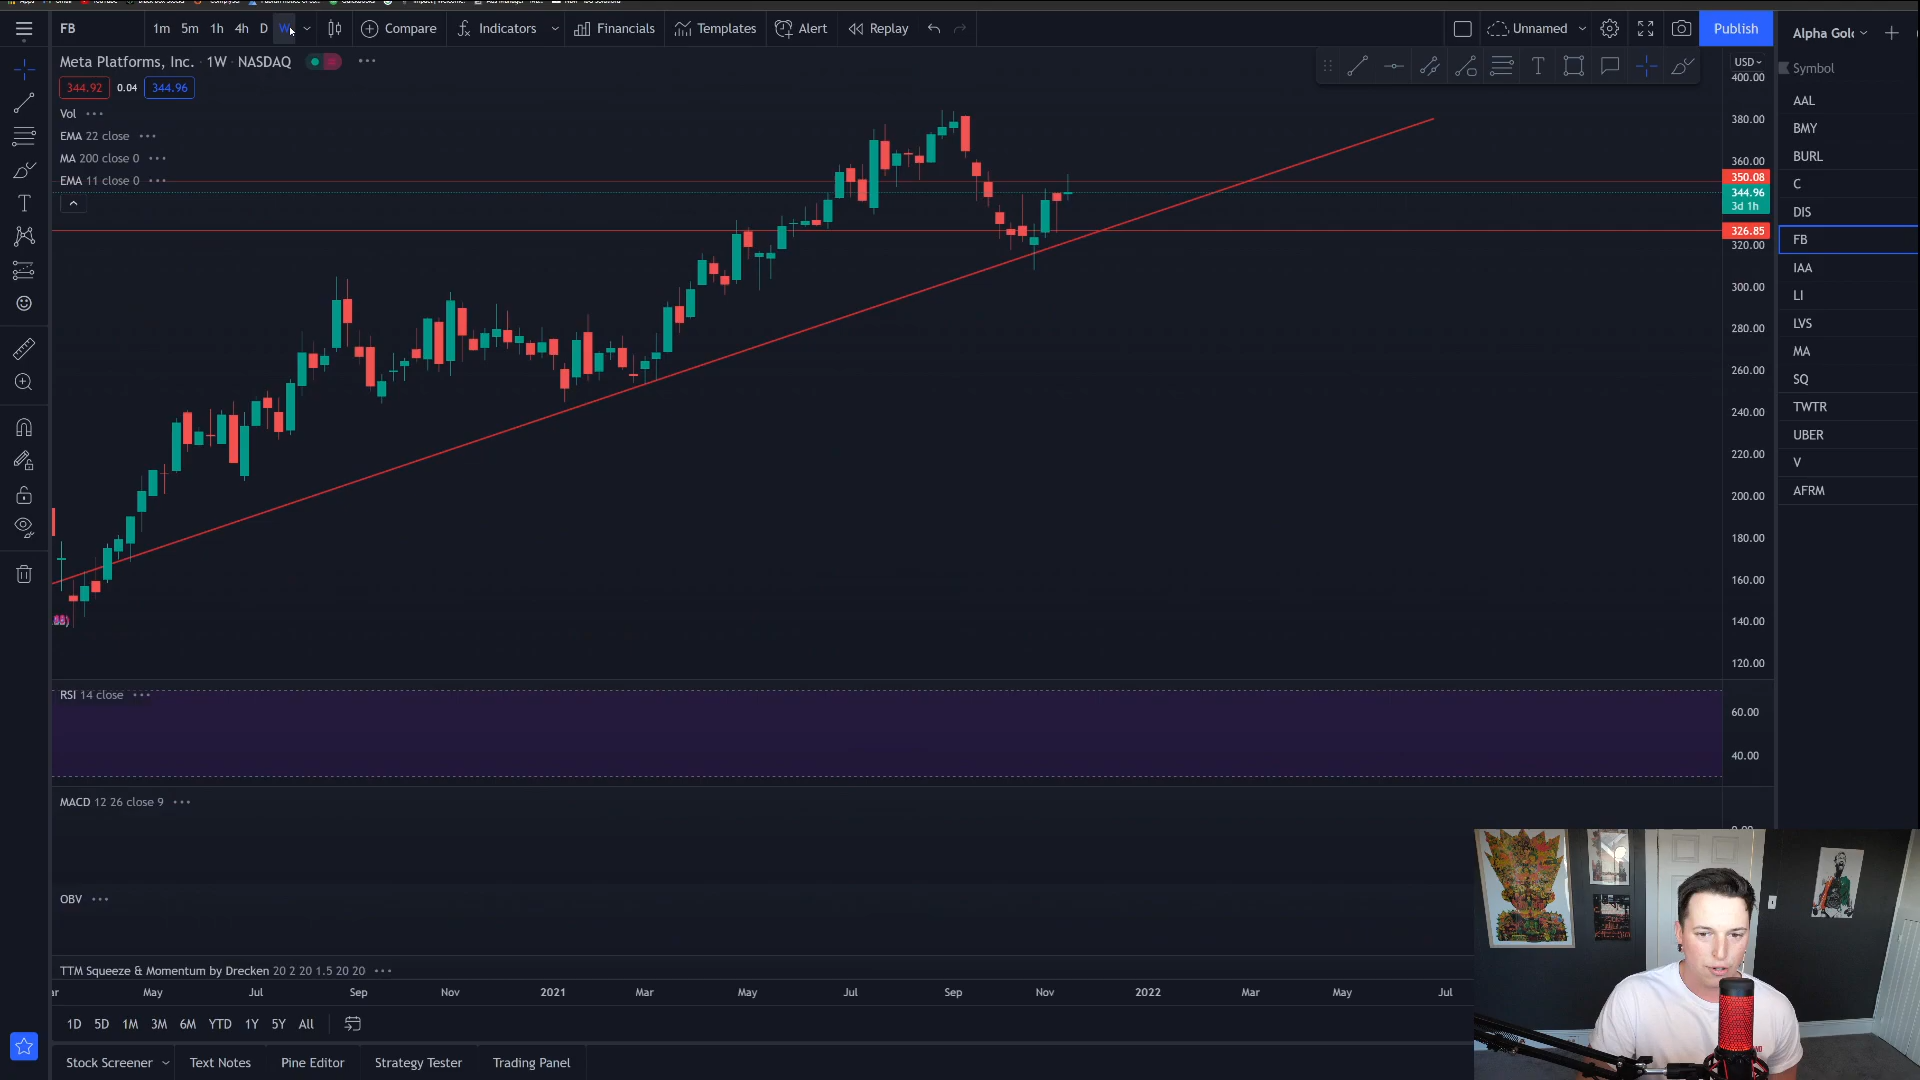 FB 1m 5m 1h 4h D W Compare Indicators Financials Templates Alert Replay Unnamed Publish
Alpha Gol
Meta Platforms, Inc. · 1W · NASDAQ
344.92 0.04 344.96
Vol
EMA 22 close
MA 200 close 0
EMA 11 close 0
USD
400.00
380.00
360.00
350.08
344.96
3d 1h
326.85
320.00
300.00
280.00
260.00
240.00
220.00
200.00
180.00
160.00
140.00
120.00
Symbol
AAL
BMY
BURL
C
DIS
FB
IAA
LI
LVS
MA
SQ
TWTR
UBER
V
AFRM
RSI 14 close
60.00
40.00
MACD 12 26 close 9
OBV
TTM Squeeze & Momentum by Drecken 20 2 20 1.5 20 20
May Jul Sep Nov 2021 Mar May Jul Sep Nov 2022 Mar May Jul
1D 5D 1M 3M 6M YTD 1Y 5Y All
Stock Screener Text Notes Pine Editor Strategy Tester Trading Panel